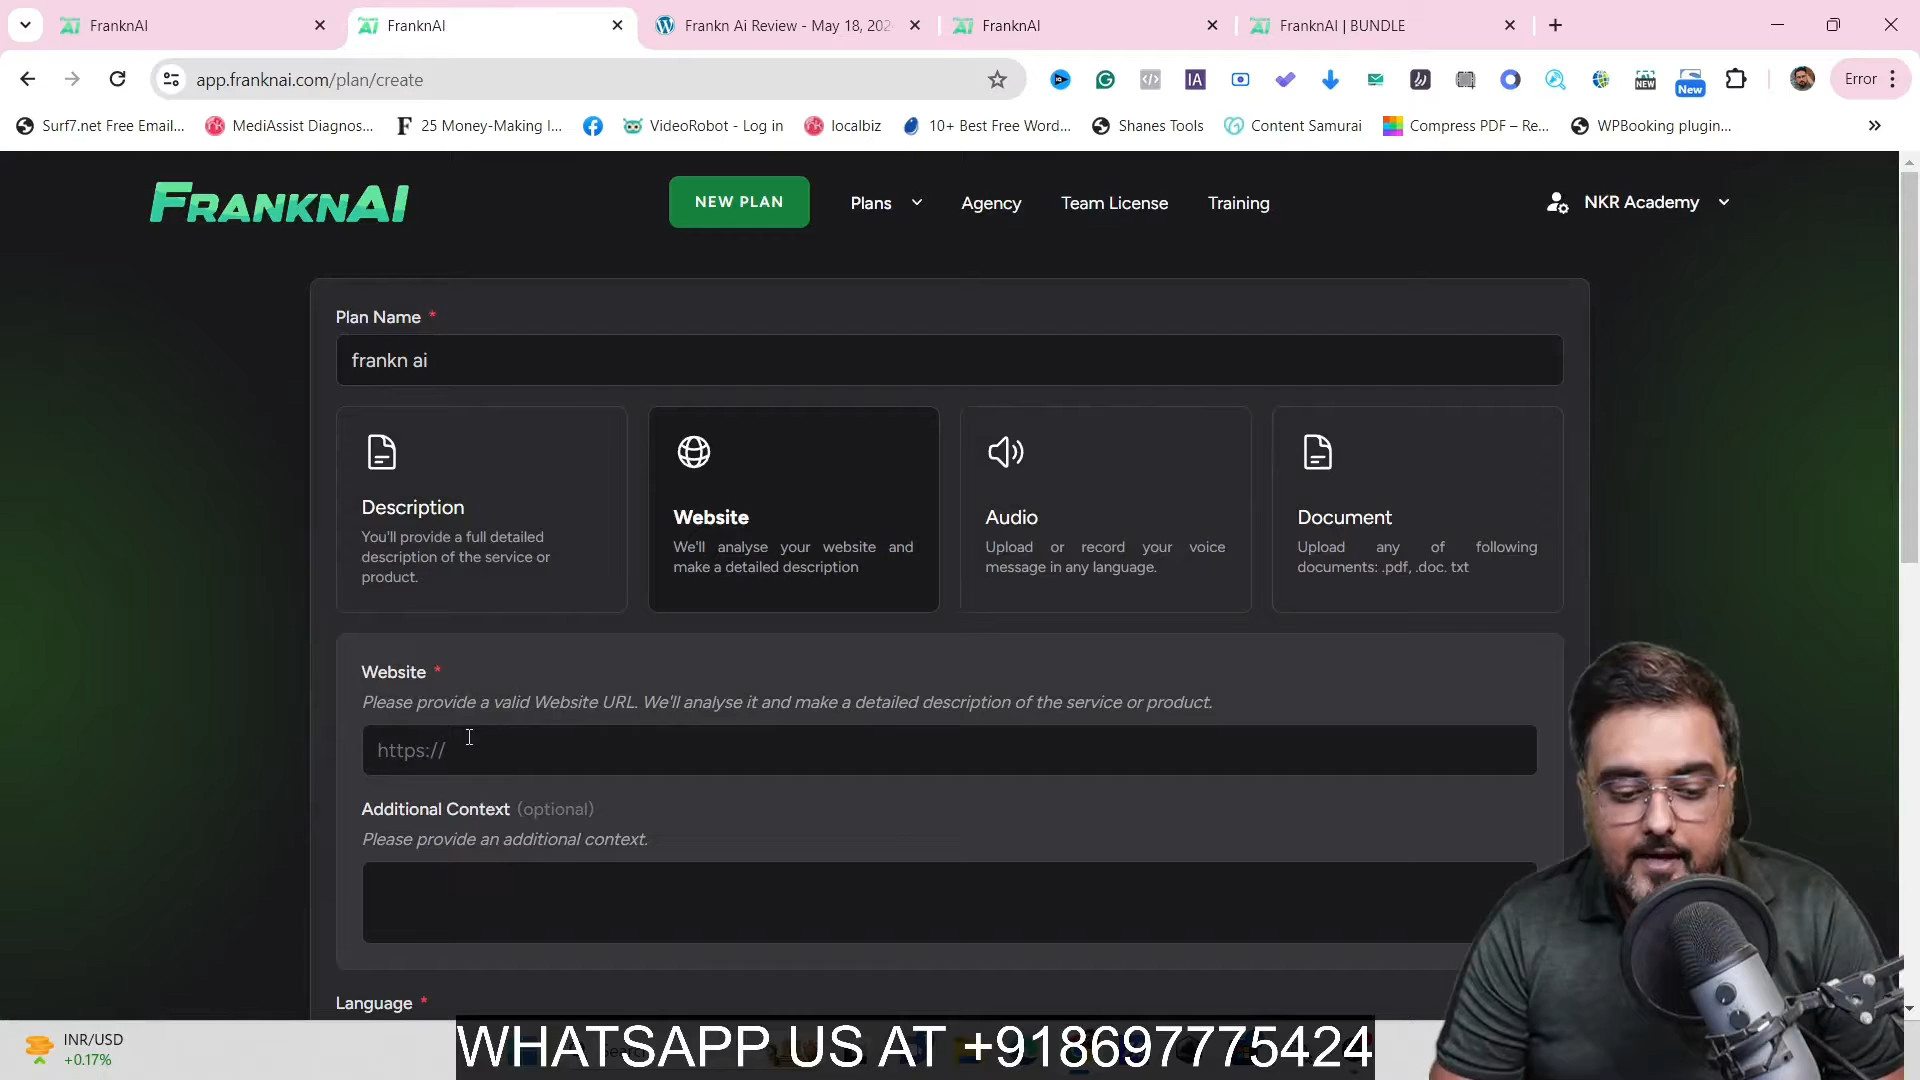 FranknAI
FranknAI
Frankn Ai Review - May 18, 202
FranknAI
FranknAI | BUNDLE
app.franknai.com/plan/create
IA
NEW
New
Error
Surf7.net Free Email...
MediAssist Diagnos...
25 Money-Making I...
VideoRobot - Log in
localbiz
10+ Best Free Word...
Shanes Tools
Content Samurai
Compress PDF – Re...
WPBooking plugin...
FRANKNAI
NEW PLAN
Plans
Agency
Team License
Training
NKR Academy
Plan Name *
frankn ai
Description
You'll provide a full detailed
description of the service or
product.
Website
We'll analyse your website and
make a detailed description
Audio
Upload or record your voice
message in any language.
Document
Upload any of following
documents: .pdf, .doc. txt
Website *
Please provide a valid Website URL. We'll analyse it and make a detailed description of the service or product.
https://
Additional Context (optional)
Please provide an additional context.
Language *
INR/USD
+0.17%
WHATSAPP US AT +918697775424